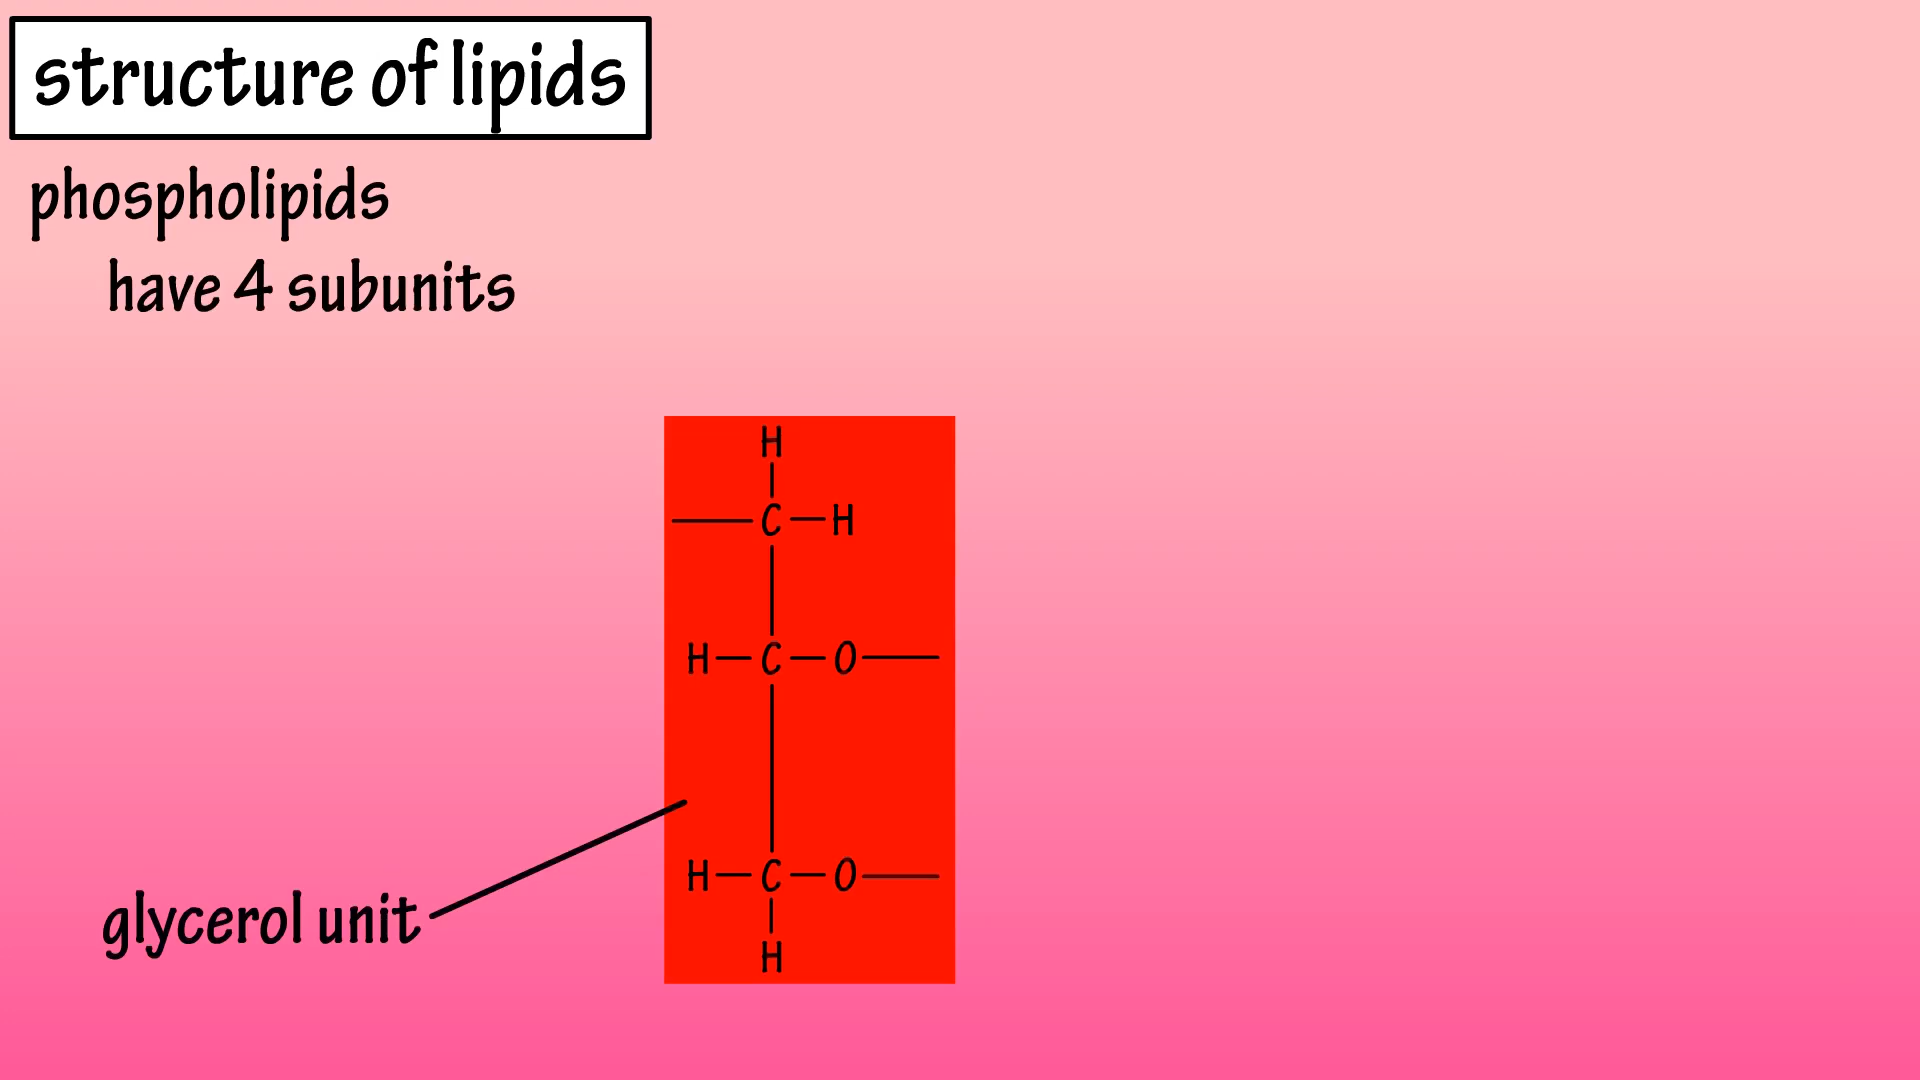 structure of lipids
phospholipids
have 4 subunits
H
C H
H C O
H C O
H
glycerol unit